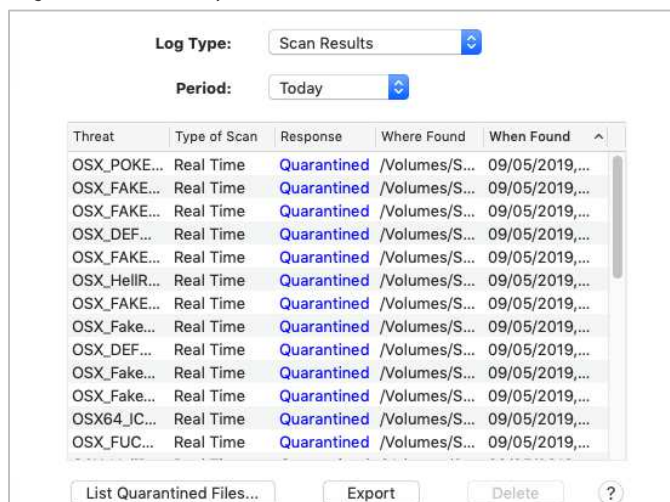 Log Type: Scan Results
Period: Today
Threat Type of Scan Response Where Found When Found
OSX_POKE... Real Time Quarantined /Volumes/S... 09/05/2019,...
OSX_FAKE... Real Time Quarantined /Volumes/S... 09/05/2019,...
OSX_FAKE... Real Time Quarantined /Volumes/S... 09/05/2019,...
OSX_DEF... Real Time Quarantined /Volumes/S... 09/05/2019,...
OSX_FAKE... Real Time Quarantined /Volumes/S... 09/05/2019,...
OSX_HellR... Real Time Quarantined /Volumes/S... 09/05/2019,...
OSX_FAKE... Real Time Quarantined /Volumes/S... 09/05/2019,...
OSX_Fake... Real Time Quarantined /Volumes/S... 09/05/2019,...
OSX_DEF... Real Time Quarantined /Volumes/S... 09/05/2019,...
OSX_Fake... Real Time Quarantined /Volumes/S... 09/05/2019,...
OSX_Fake... Real Time Quarantined /Volumes/S... 09/05/2019,...
OSX64_IC... Real Time Quarantined /Volumes/S... 09/05/2019,...
OSX_FUC... Real Time Quarantined /Volumes/S... 09/05/2019,...
List Quarantined Files... Export Delete ?